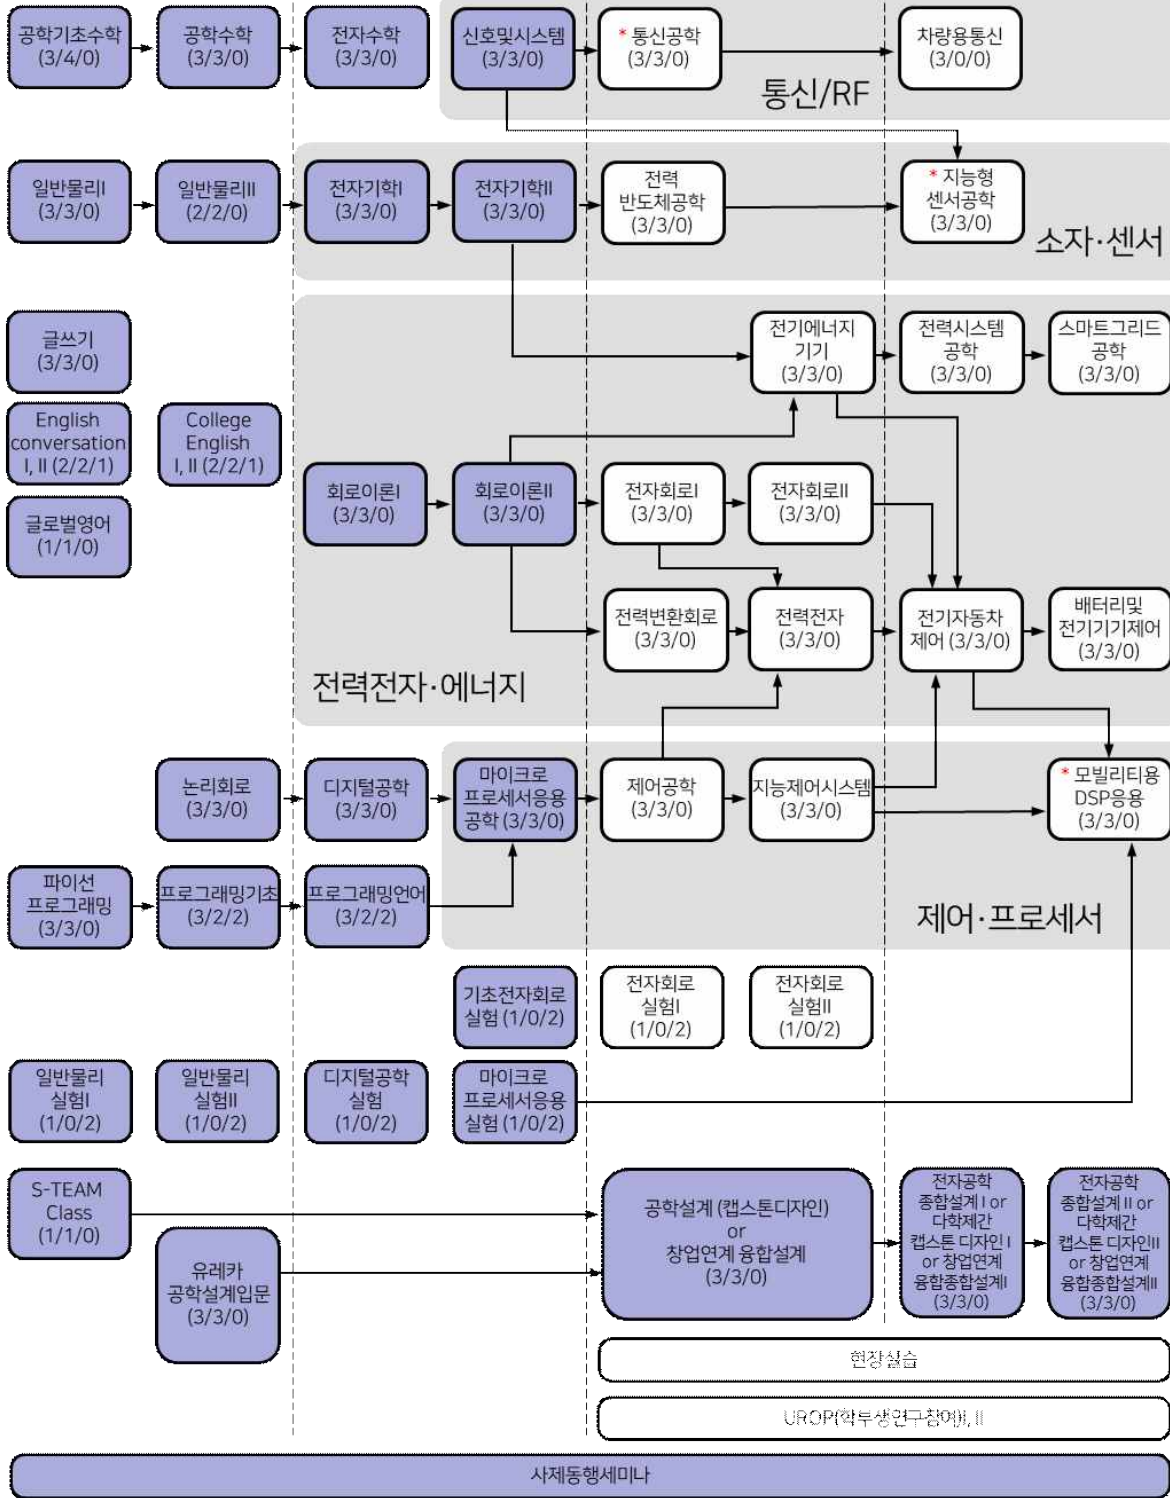 공학기초수학
(3/4/0)
공학수학
(3/3/0)
전자수학
(3/3/0)
신호및시스템
(3/3/0)
* 통신공학
(3/3/0)
차량용통신
(3/0/0)
통신/RF
일반물리I
(3/3/0)
일반물리II
(2/2/0)
전자기학I
(3/3/0)
전자기학II
(3/3/0)
전력
반도체공학
(3/3/0)
* 지능형
센서공학
(3/3/0)
소자·센서
글쓰기
(3/3/0)
전기에너지
기기
(3/3/0)
전력시스템
공학
(3/3/0)
스마트그리드
공학
(3/3/0)
English
conversation
I, II (2/2/1)
College
English
I, II (2/2/1)
글로벌영어
(1/1/0)
회로이론I
(3/3/0)
회로이론II
(3/3/0)
전자회로I
(3/3/0)
전자회로II
(3/3/0)
전력변환회로
(3/3/0)
전력전자
(3/3/0)
전기자동차
제어 (3/3/0)
배터리및
전기기기제어
(3/3/0)
전력전자·에너지
논리회로
(3/3/0)
디지털공학
(3/3/0)
마이크로
프로세서응용
공학 (3/3/0)
제어공학
(3/3/0)
지능제어시스템
(3/3/0)
* 모빌리티용
DSP응용
(3/3/0)
파이선
프로그래밍
(3/3/0)
프로그래밍기초
(3/2/2)
프로그래밍언어
(3/2/2)
제어·프로세서
기초전자회로
실험 (1/0/2)
전자회로
실험I
(1/0/2)
전자회로
실험II
(1/0/2)
일반물리
실험I
(1/0/2)
일반물리
실험II
(1/0/2)
디지털공학
실험
(1/0/2)
마이크로
프로세서응용
실험 (1/0/2)
S-TEAM
Class
(1/1/0)
유레카
공학설계입문
(3/3/0)
공학설계 (캡스톤디자인)
or
창업연계 융합설계
(3/3/0)
전자공학
종합설계 I or
다학제간
캡스톤 디자인 I
or 창업연계
융합종합설계I
(3/3/0)
전자공학
종합설계 II or
다학제간
캡스톤 디자인II
or 창업연계
융합종합설계II
(3/3/0)
현장실습
UROP(학부생연구참여)I, II
사제동행세미나